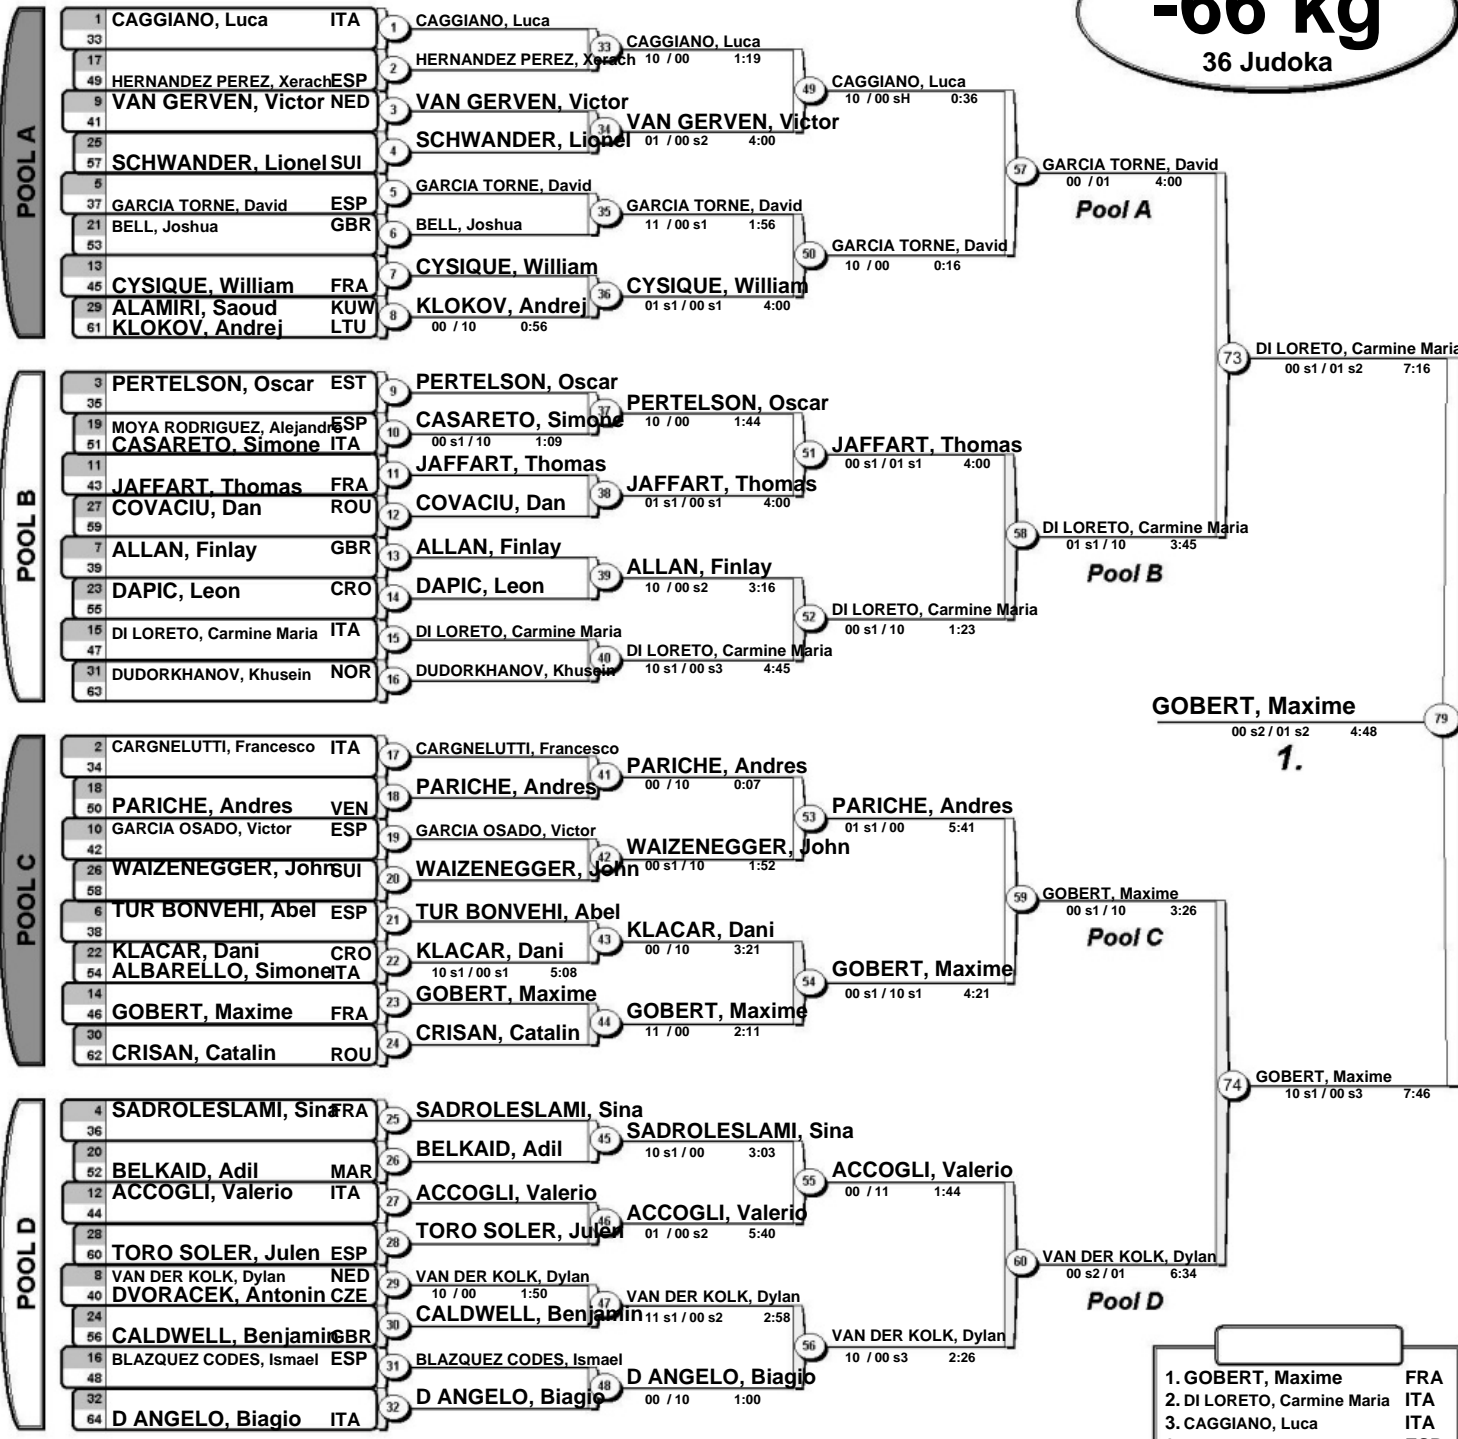 -66 kg
36 Judoka
POOL A
1 CAGGIANO, Luca ITA
33
17
49 HERNANDEZ PEREZ, Xerach ESP
9 VAN GERVEN, Victor NED
41
25
57 SCHWANDER, Lionel SUI
5
37 GARCIA TORNE, David ESP
21 BELL, Joshua GBR
53
13
45 CYSIQUE, William FRA
29 ALAMIRI, Saoud KUW
61 KLOKOV, Andrej LTU
1 CAGGIANO, Luca
2 HERNANDEZ PEREZ, Xerach
3 VAN GERVEN, Victor
4 SCHWANDER, Lionel
5 GARCIA TORNE, David
6 BELL, Joshua
7 CYSIQUE, William
8 KLOKOV, Andrej
00 / 10 0:56
33 CAGGIANO, Luca
10 / 00 1:19
34 VAN GERVEN, Victor
01 / 00 s2 4:00
35 GARCIA TORNE, David
11 / 00 s1 1:56
36 CYSIQUE, William
01 s1 / 00 s1 4:00
49 CAGGIANO, Luca
10 / 00 sH 0:36
50 GARCIA TORNE, David
10 / 00 0:16
57 GARCIA TORNE, David
00 / 01 4:00
Pool A
POOL B
3 PERTELSON, Oscar EST
35
19 MOYA RODRIGUEZ, Alejandro ESP
51 CASARETO, Simone ITA
11
43 JAFFART, Thomas FRA
27 COVACIU, Dan ROU
59
7 ALLAN, Finlay GBR
39
23 DAPIC, Leon CRO
55
15 DI LORETO, Carmine Maria ITA
47
31 DUDORKHANOV, Khusein NOR
63
9 PERTELSON, Oscar
10 CASARETO, Simone
00 s1 / 10 1:09
11 JAFFART, Thomas
12 COVACIU, Dan
13 ALLAN, Finlay
14 DAPIC, Leon
15 DI LORETO, Carmine Maria
16 DUDORKHANOV, Khusein
37 PERTELSON, Oscar
10 / 00 1:44
38 JAFFART, Thomas
01 s1 / 00 s1 4:00
39 ALLAN, Finlay
10 / 00 s2 3:16
40 DI LORETO, Carmine Maria
10 s1 / 00 s3 4:45
51 JAFFART, Thomas
00 s1 / 01 s1 4:00
52 DI LORETO, Carmine Maria
00 s1 / 10 1:23
58 DI LORETO, Carmine Maria
01 s1 / 10 3:45
Pool B
73 DI LORETO, Carmine Maria
00 s1 / 01 s2 7:16
GOBERT, Maxime 79
00 s2 / 01 s2 4:48
1.
POOL C
2 CARGNELUTTI, Francesco ITA
34
18
50 PARICHE, Andres VEN
10 GARCIA OSADO, Victor ESP
42
26 WAIZENEGGER, John SUI
58
6 TUR BONVEHI, Abel ESP
38
22 KLACAR, Dani CRO
54 ALBARELLO, Simone ITA
14
46 GOBERT, Maxime FRA
30
62 CRISAN, Catalin ROU
17 CARGNELUTTI, Francesco
18 PARICHE, Andres
19 GARCIA OSADO, Victor
20 WAIZENEGGER, John
21 TUR BONVEHI, Abel
22 KLACAR, Dani
10 s1 / 00 s1 5:08
23 GOBERT, Maxime
24 CRISAN, Catalin
41 PARICHE, Andres
00 / 10 0:07
42 WAIZENEGGER, John
00 s1 / 10 1:52
43 KLACAR, Dani
00 / 10 3:21
44 GOBERT, Maxime
11 / 00 2:11
53 PARICHE, Andres
01 s1 / 00 5:41
54 GOBERT, Maxime
00 s1 / 10 s1 4:21
59 GOBERT, Maxime
00 s1 / 10 3:26
Pool C
74 GOBERT, Maxime
10 s1 / 00 s3 7:46
POOL D
4 SADROLESLAMI, Sina FRA
36
20
52 BELKAID, Adil MAR
12 ACCOGLI, Valerio ITA
44
28
60 TORO SOLER, Julen ESP
8 VAN DER KOLK, Dylan NED
40 DVORACEK, Antonin CZE
24
56 CALDWELL, Benjamin GBR
16 BLAZQUEZ CODES, Ismael ESP
48
32
64 D ANGELO, Biagio ITA
25 SADROLESLAMI, Sina
26 BELKAID, Adil
27 ACCOGLI, Valerio
28 TORO SOLER, Julen
29 VAN DER KOLK, Dylan
10 / 00 1:50
30 CALDWELL, Benjamin
31 BLAZQUEZ CODES, Ismael
32 D ANGELO, Biagio
45 SADROLESLAMI, Sina
10 s1 / 00 3:03
46 ACCOGLI, Valerio
01 / 00 s2 5:40
47 VAN DER KOLK, Dylan
11 s1 / 00 s2 2:58
48 D ANGELO, Biagio
00 / 10 1:00
55 ACCOGLI, Valerio
00 / 11 1:44
56 VAN DER KOLK, Dylan
10 / 00 s3 2:26
60 VAN DER KOLK, Dylan
00 s2 / 01 6:34
Pool D
1. GOBERT, Maxime FRA
2. DI LORETO, Carmine Maria ITA
3. CAGGIANO, Luca ITA